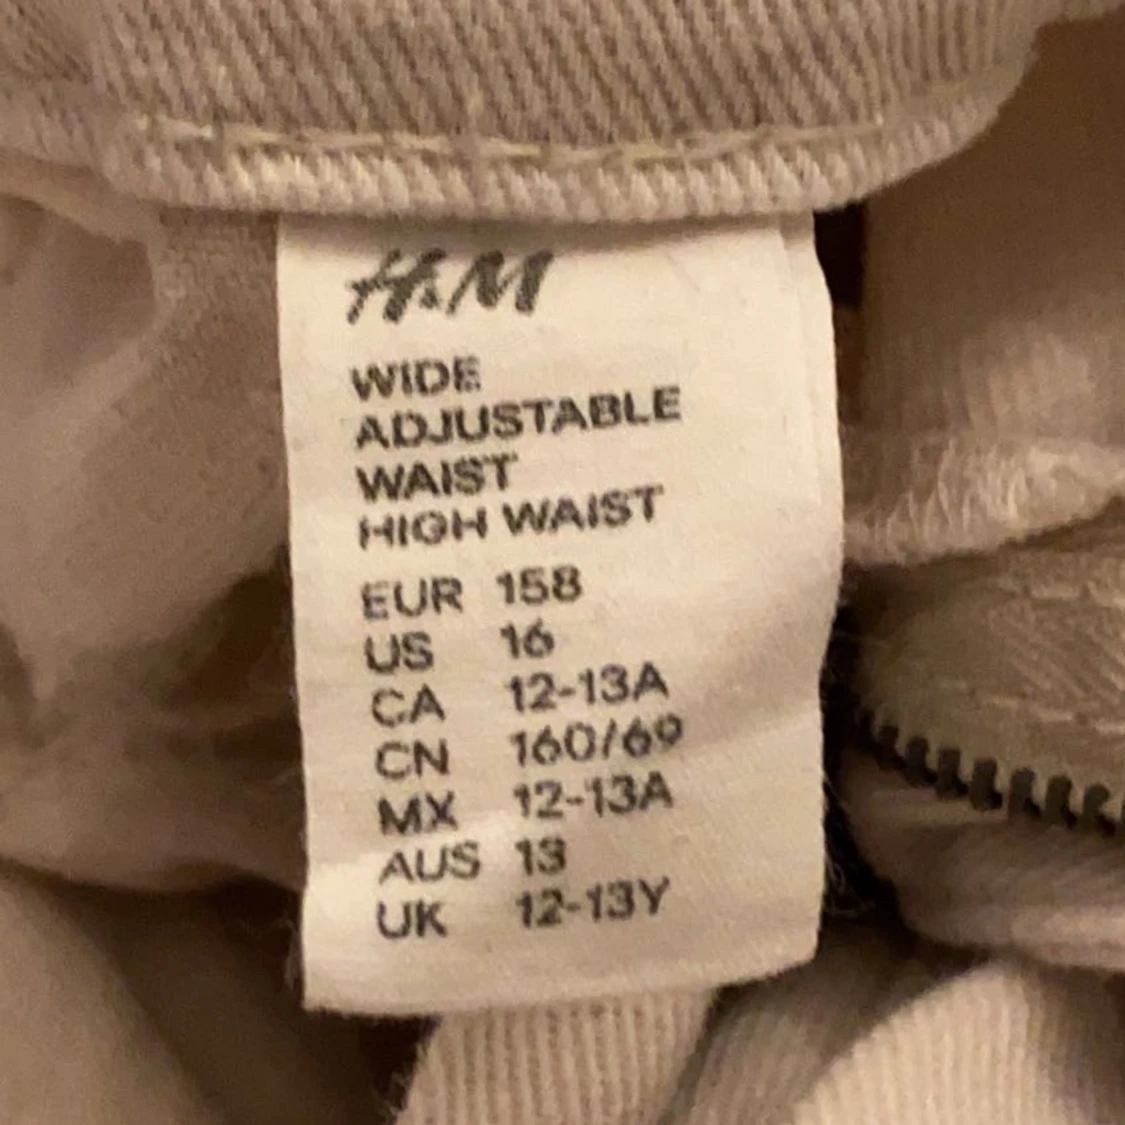 H&M
WIDE
ADJUSTABLE
WAIST
HIGH WAIST
EUR 158
US 16
CA 12-13A
CN 160/69
MX 12-13A
AUS 13
UK 12-13Y